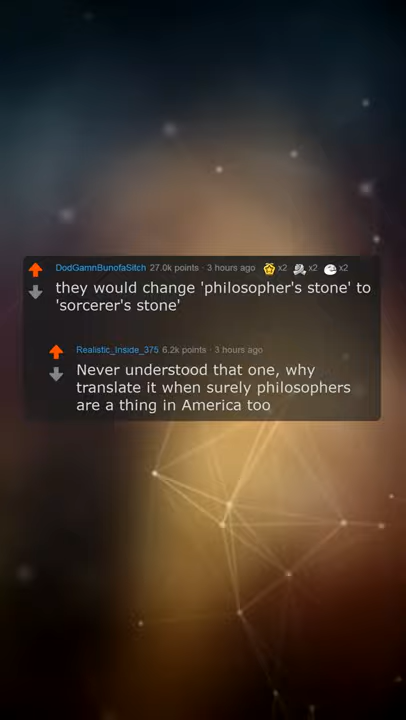 DodGamnBunofaSitch 27.0k points · 3 hours ago x2 x2 x2
they would change 'philosopher's stone' to
'sorcerer's stone'
Realistic_Inside_375 6.2k points · 3 hours ago
Never understood that one, why
translate it when surely philosophers
are a thing in America too